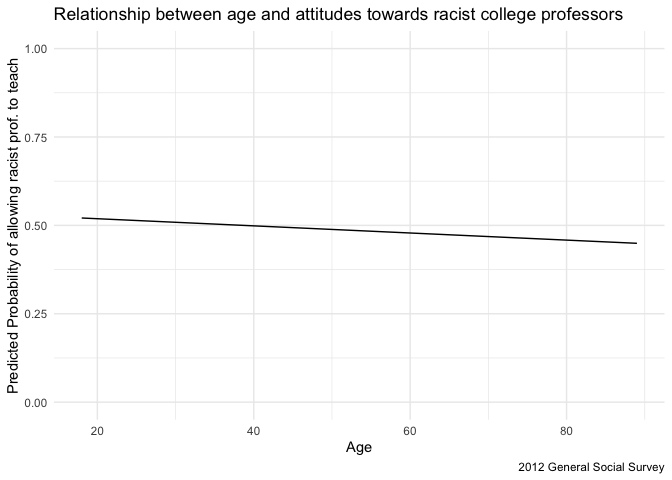 Relationship between age and attitudes towards racist college professors
Predicted Probability of allowing racist prof. to teach
1.00
0.75
0.50
0.25
0.00
20
40
60
80
Age
2012 General Social Survey